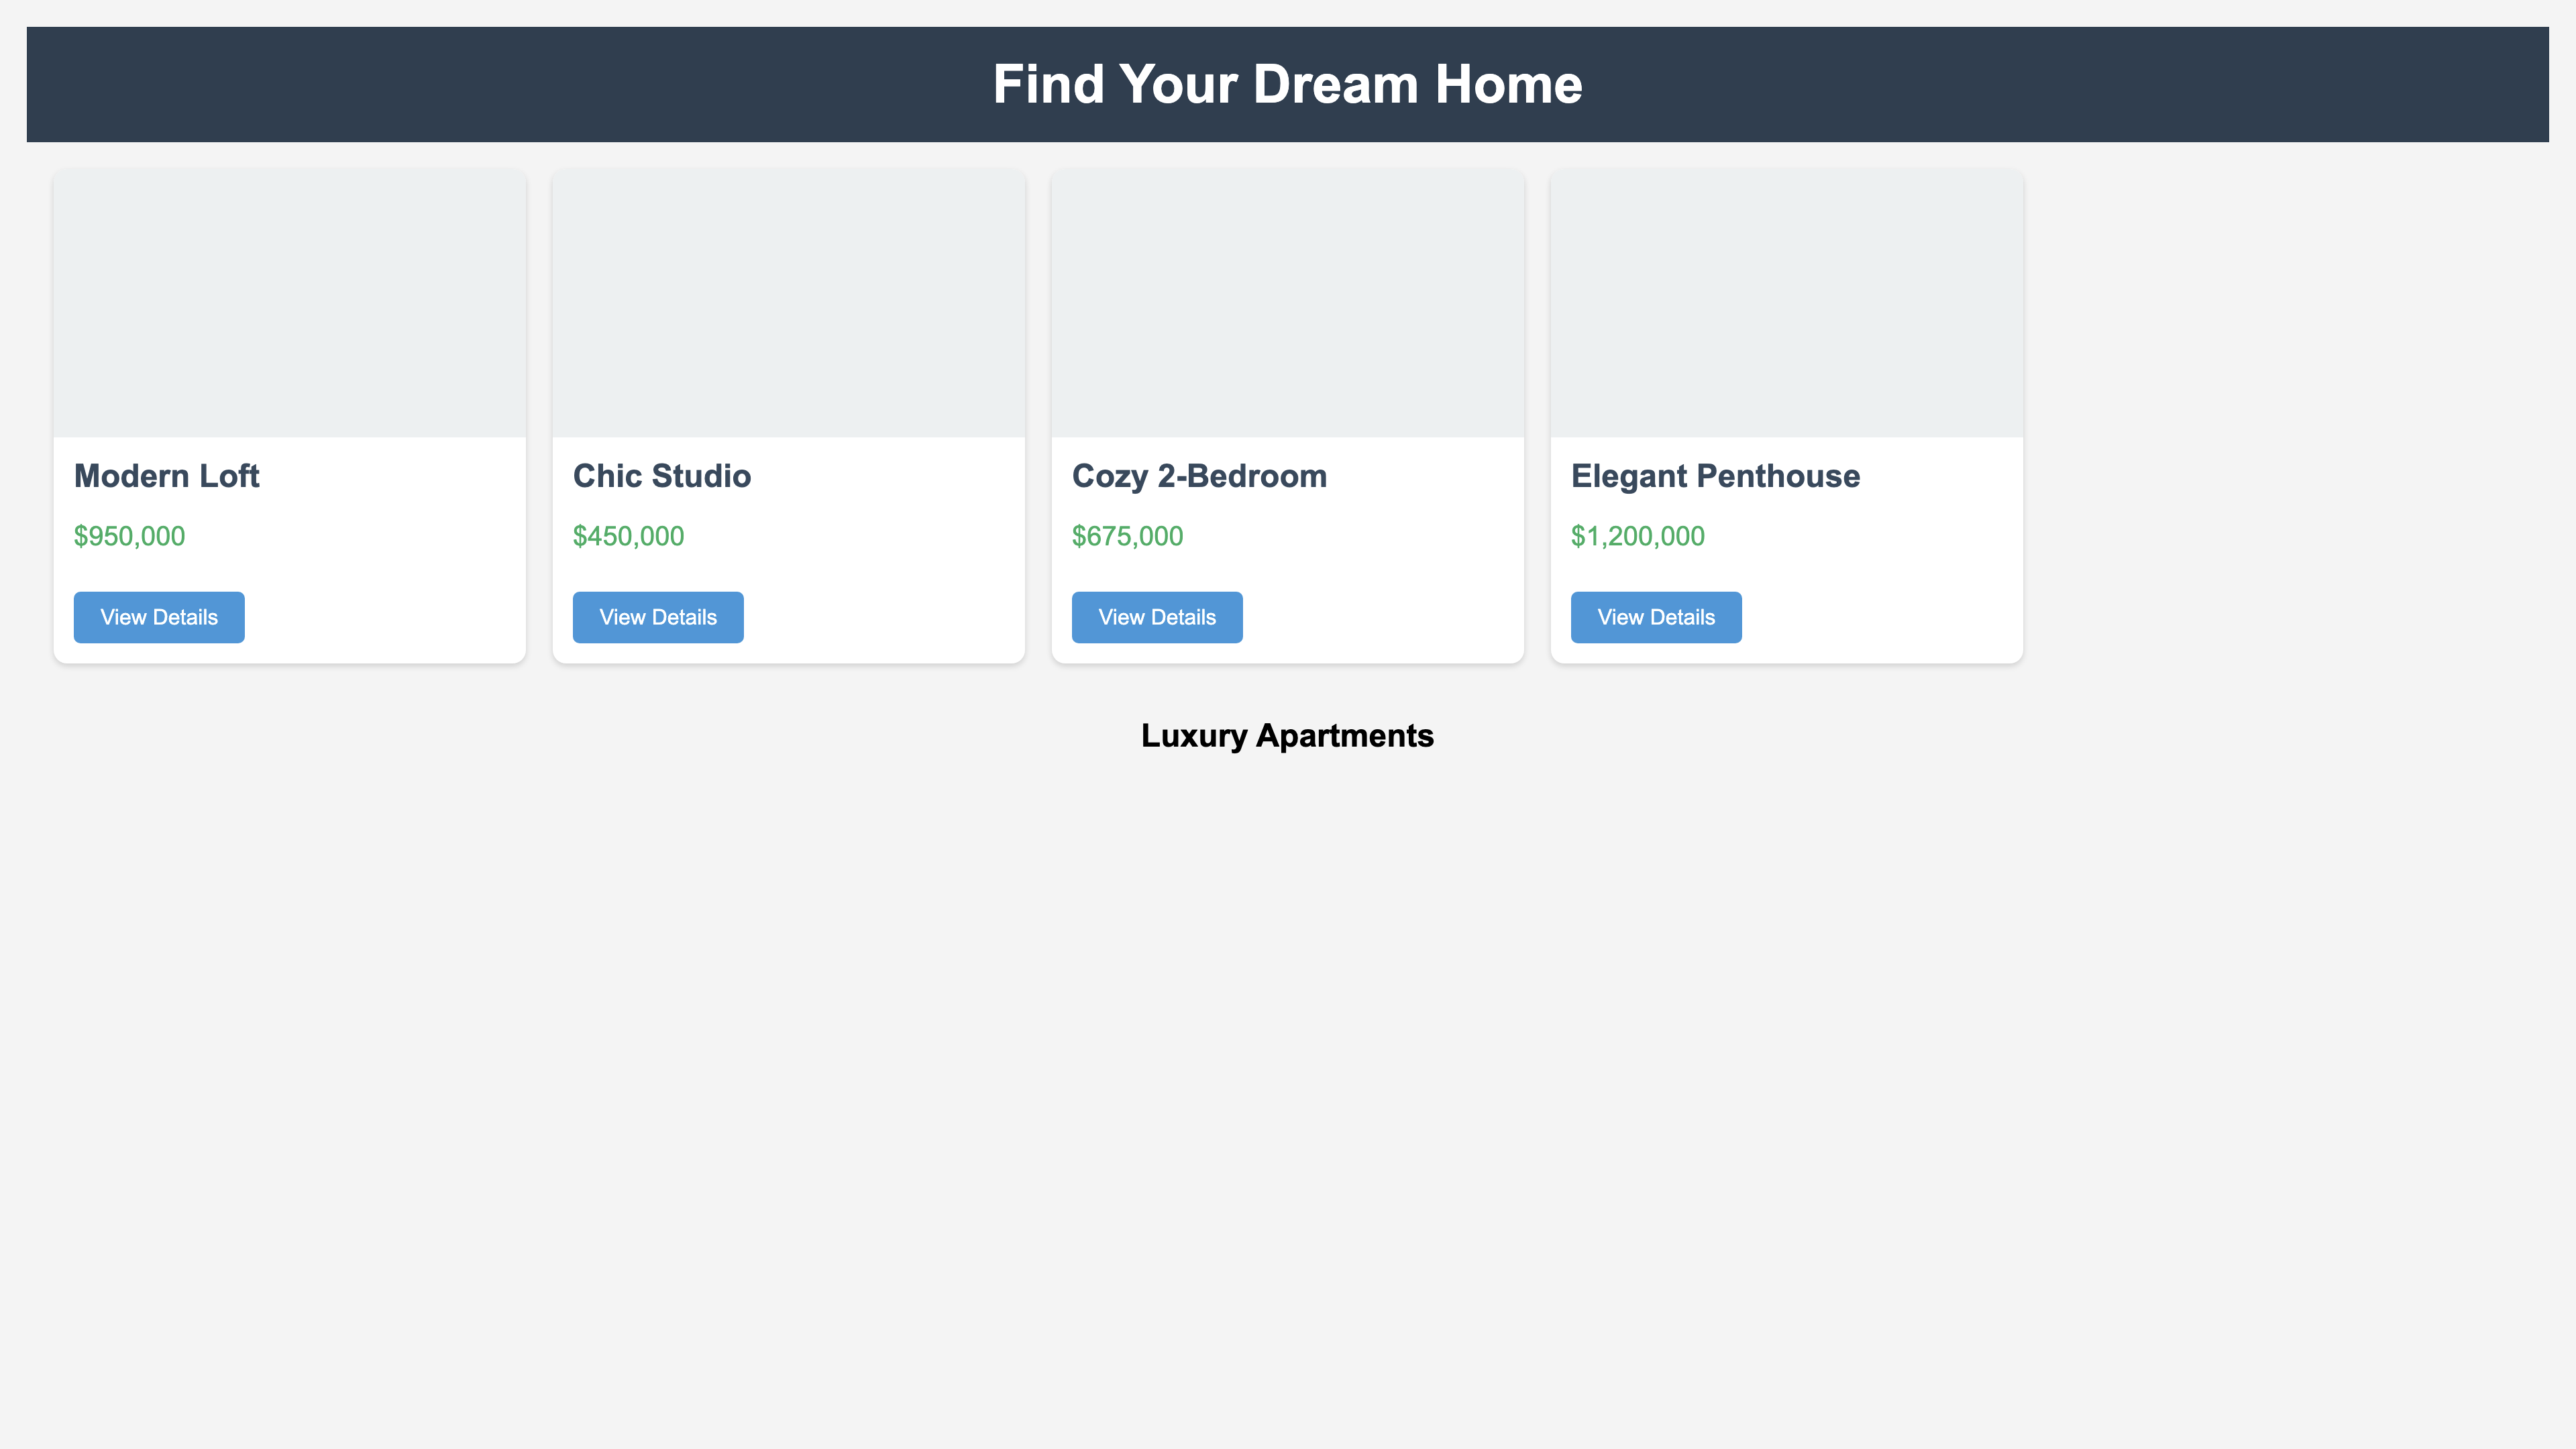 Find Your Dream Home
Modern Loft
$950,000
View Details
Chic Studio
$450,000
View Details
Cozy 2-Bedroom
$675,000
View Details
Elegant Penthouse
$1,200,000
View Details
Luxury Apartments